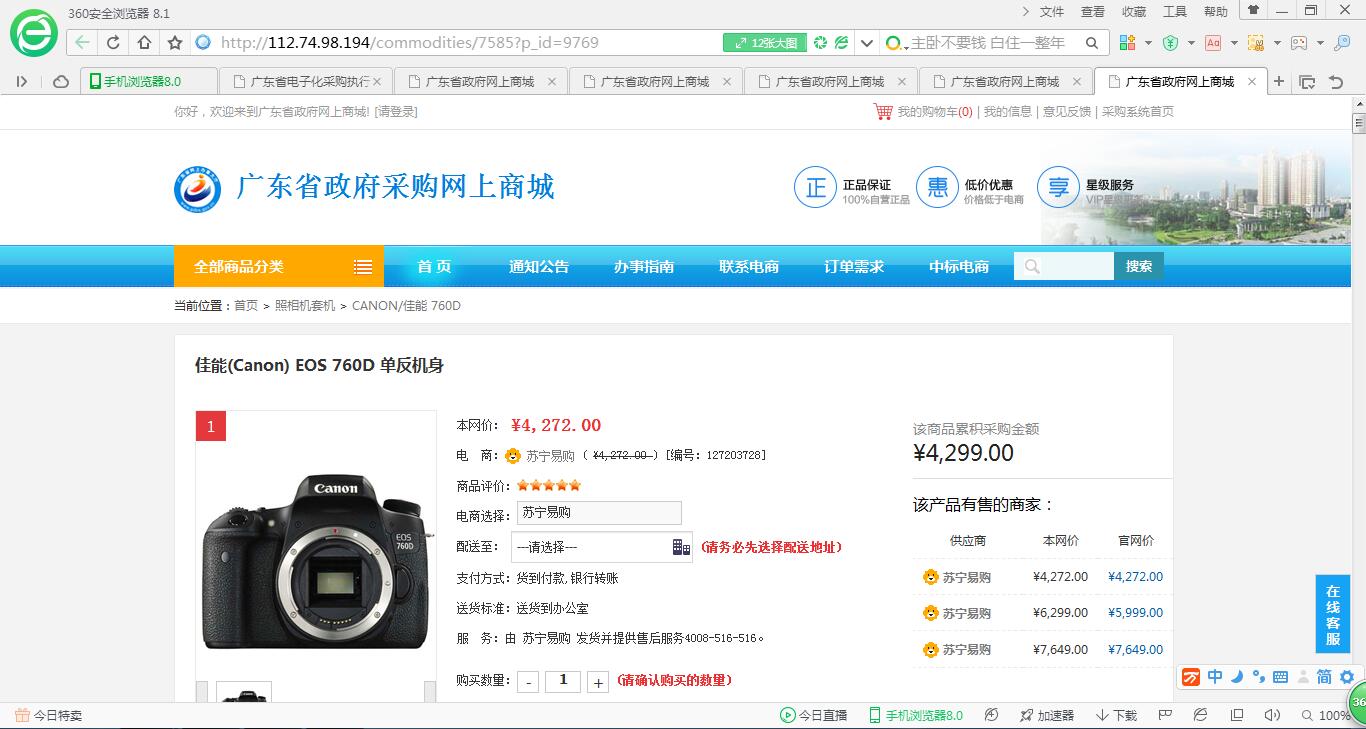 360安全浏览器 8.1
文件 查看 收藏 工具 帮助
http://112.74.98.194/commodities/7585?p_id=9769
12张大图
主卧不要钱 白住一整年
手机浏览器8.0
广东省电子化采购执行
广东省政府网上商城
广东省政府网上商城
广东省政府网上商城
广东省政府网上商城
广东省政府网上商城
你好，欢迎来到广东省政府网上商城! [请登录]
我的购物车(0) | 我的信息 | 意见反馈 | 采购系统首页
广东省政府采购网上商城
正 正品保证 100%自营正品
惠 低价优惠 价格低于电商
享 星级服务 VIP星级服务
全部商品分类 首 页 通知公告 办事指南 联系电商 订单需求 中标电商 搜索
当前位置：首页 > 照相机套机 > CANON/佳能 760D
佳能(Canon) EOS 760D 单反机身
1
Canon
EOS
760D
本网价： ¥4,272.00
电 商： 苏宁易购 ( ¥4,272.00 ) [编号: 127203728]
商品评价：
电商选择： 苏宁易购
配送至： ---请选择--- (请务必先选择配送地址)
支付方式：货到付款,银行转账
送货标准：送货到办公室
服 务：由 苏宁易购 发货并提供售后服务4008-516-516。
购买数量： - 1 + (请确认购买的数量)
该商品累积采购金额
¥4,299.00
该产品有售的商家：
供应商 本网价 官网价
苏宁易购 ¥4,272.00 ¥4,272.00
苏宁易购 ¥6,299.00 ¥5,999.00
苏宁易购 ¥7,649.00 ¥7,649.00
在线客服
万 中 简
36
今日特卖
今日直播 手机浏览器8.0 加速器 下载 100%